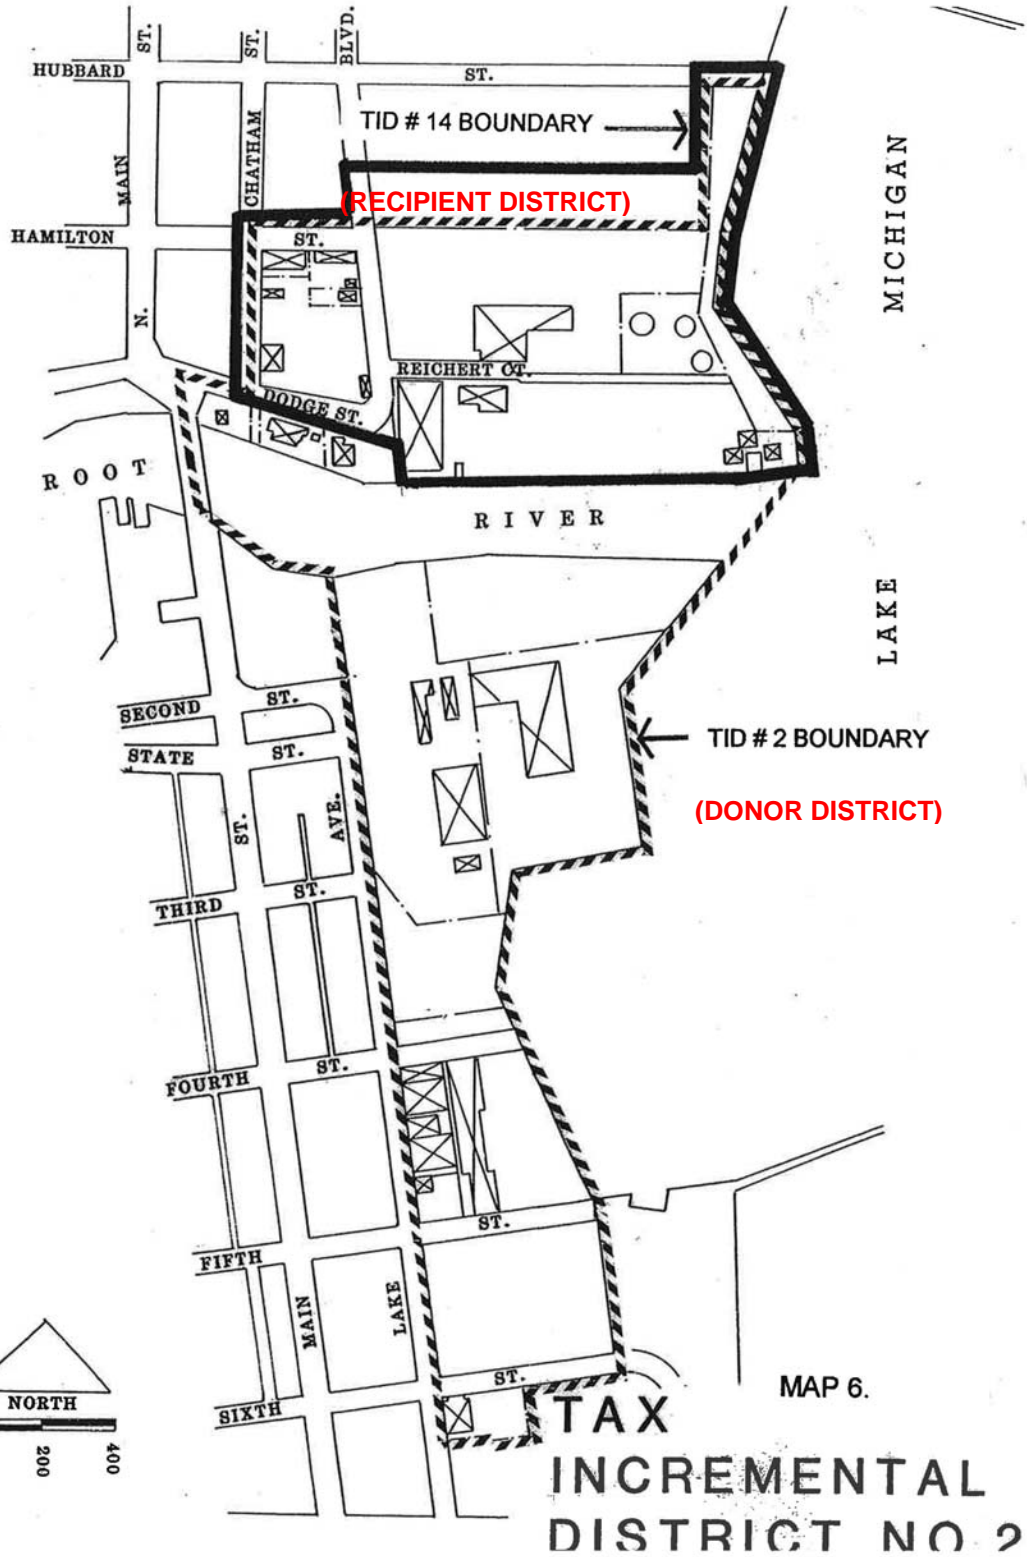 ST.
ST.
BLVD.
HUBBARD
ST.
TID # 14 BOUNDARY
CHATHAM
MAIN
MICHIGAN
(RECIPIENT DISTRICT)
HAMILTON
ST.
N.
REICHERT CT.
DODGE ST.
ROOT
RIVER
LAKE
SECOND
ST.
STATE
ST.
TID # 2 BOUNDARY
(DONOR DISTRICT)
ST.
AVE.
THIRD
ST.
FOURTH
ST.
ST.
FIFTH
MAIN
LAKE
ST.
NORTH
SIXTH
MAP 6.
200
400
TAX
INCREMENTAL
DISTRICT NO. 2